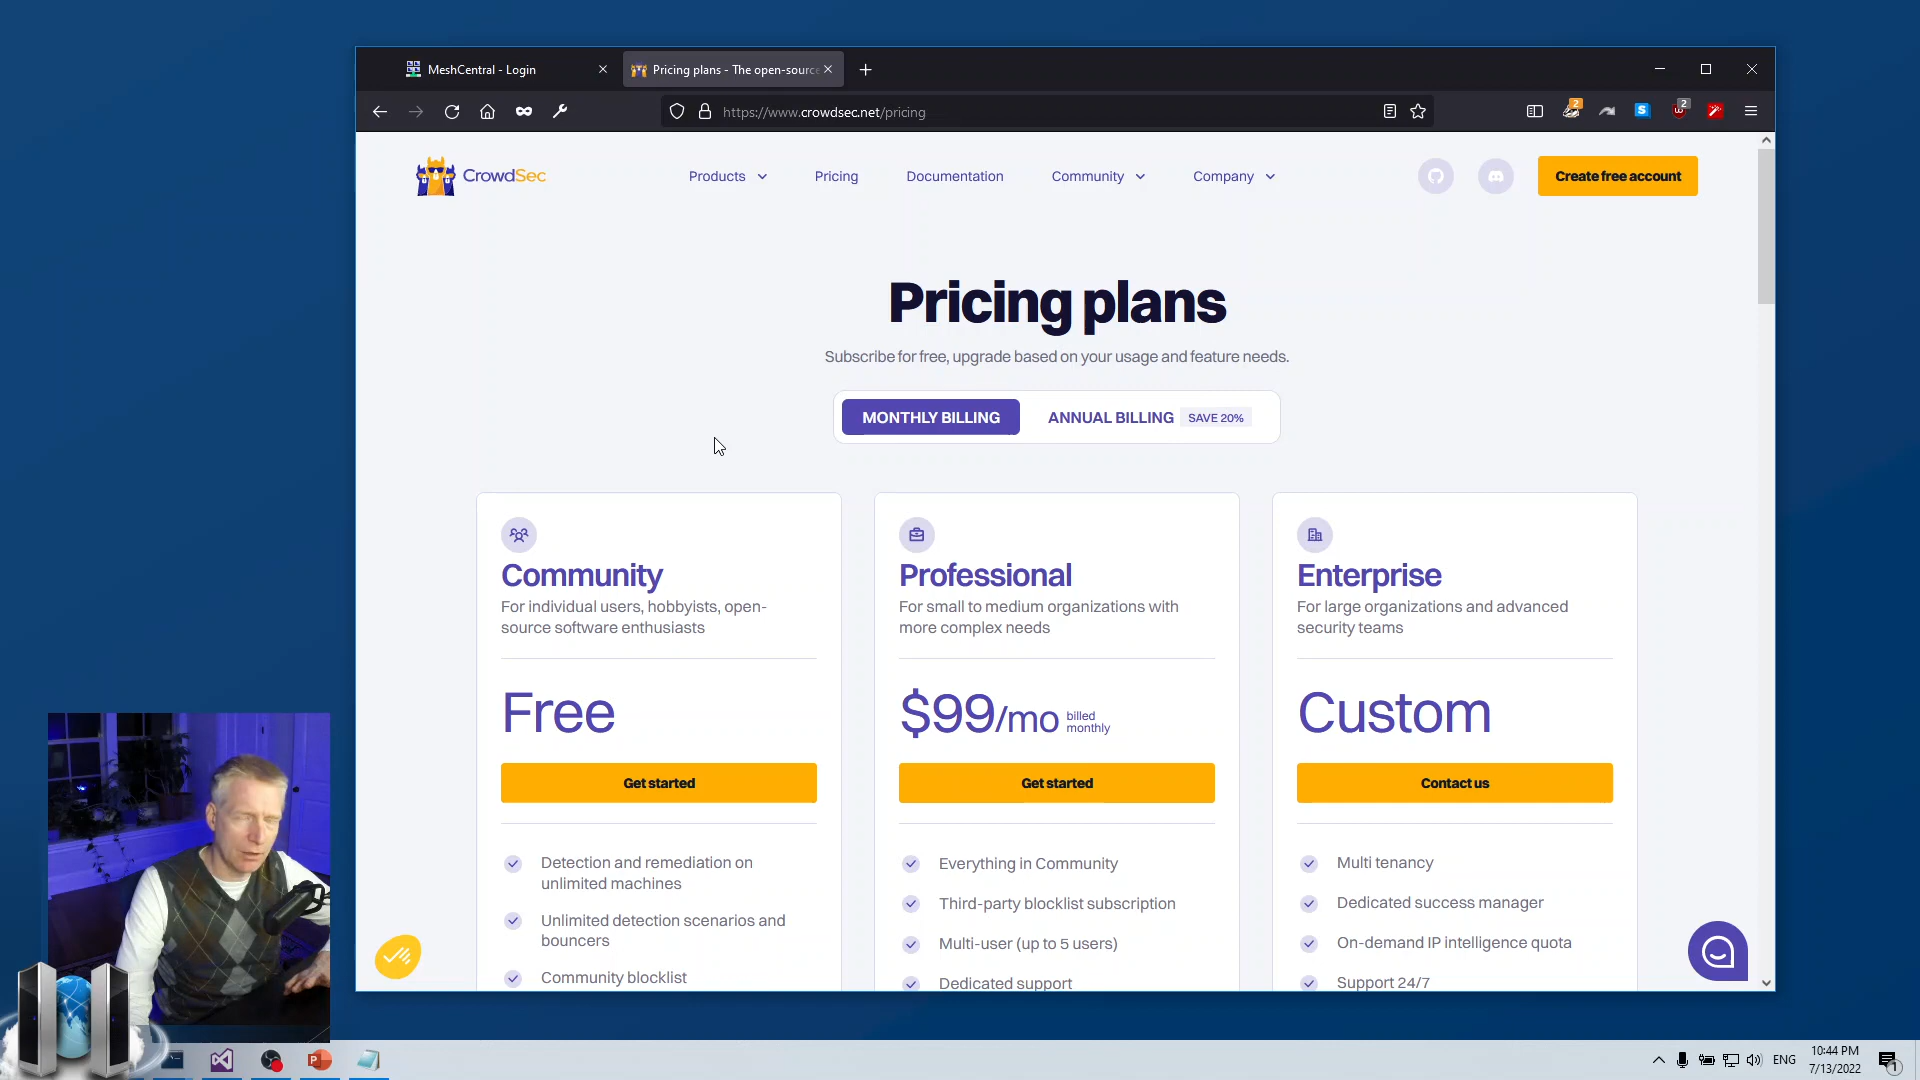 MeshCentral - Login
Pricing plans - The open-source
https://www.crowdsec.net/pricing
2
S
2
CrowdSec
Products
Pricing
Documentation
Community
Company
Create free account
Pricing plans
Subscribe for free, upgrade based on your usage and feature needs.
MONTHLY BILLING
ANNUAL BILLING SAVE 20%
Community
For individual users, hobbyists, open-
source software enthusiasts
Free
Get started
Detection and remediation on
unlimited machines
Unlimited detection scenarios and
bouncers
Community blocklist
Professional
For small to medium organizations with
more complex needs
$99/mo billed
monthly
Get started
Everything in Community
Third-party blocklist subscription
Multi-user (up to 5 users)
Dedicated support
Enterprise
For large organizations and advanced
security teams
Custom
Contact us
Multi tenancy
Dedicated success manager
On-demand IP intelligence quota
Support 24/7
ENG
10:44 PM
7/13/2022
1